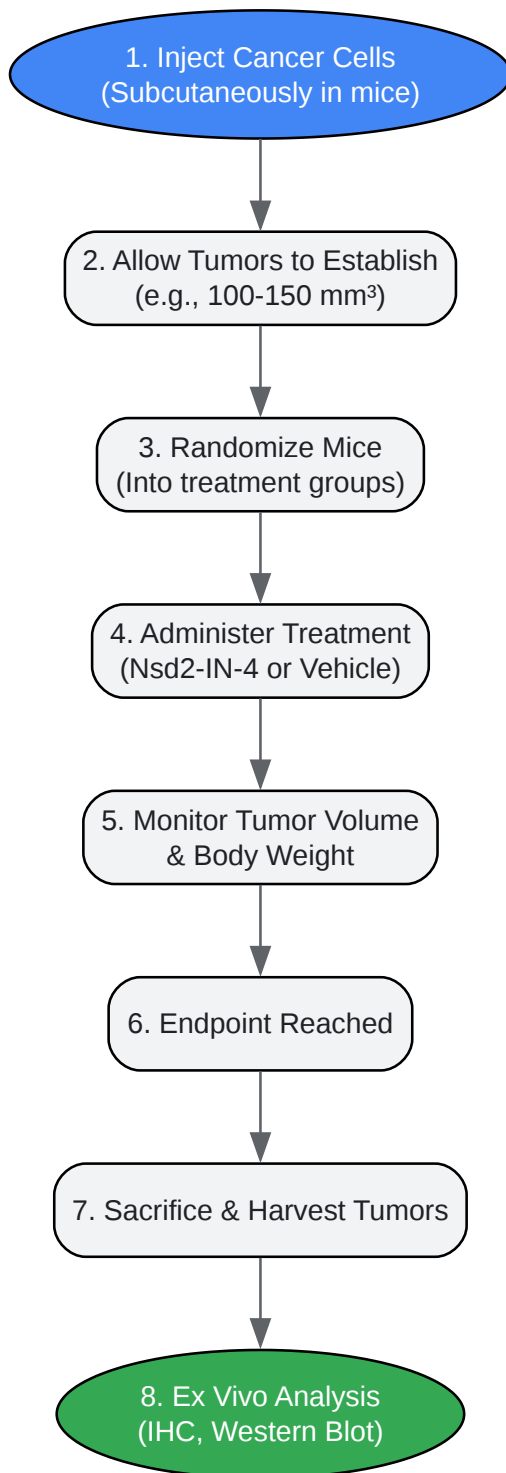 1. Inject Cancer Cells
(Subcutaneously in mice)
2. Allow Tumors to Establish
(e.g., 100-150 mm³)
3. Randomize Mice
(Into treatment groups)
4. Administer Treatment
(Nsd2-IN-4 or Vehicle)
5. Monitor Tumor Volume
& Body Weight
6. Endpoint Reached
7. Sacrifice & Harvest Tumors
8. Ex Vivo Analysis
(IHC, Western Blot)